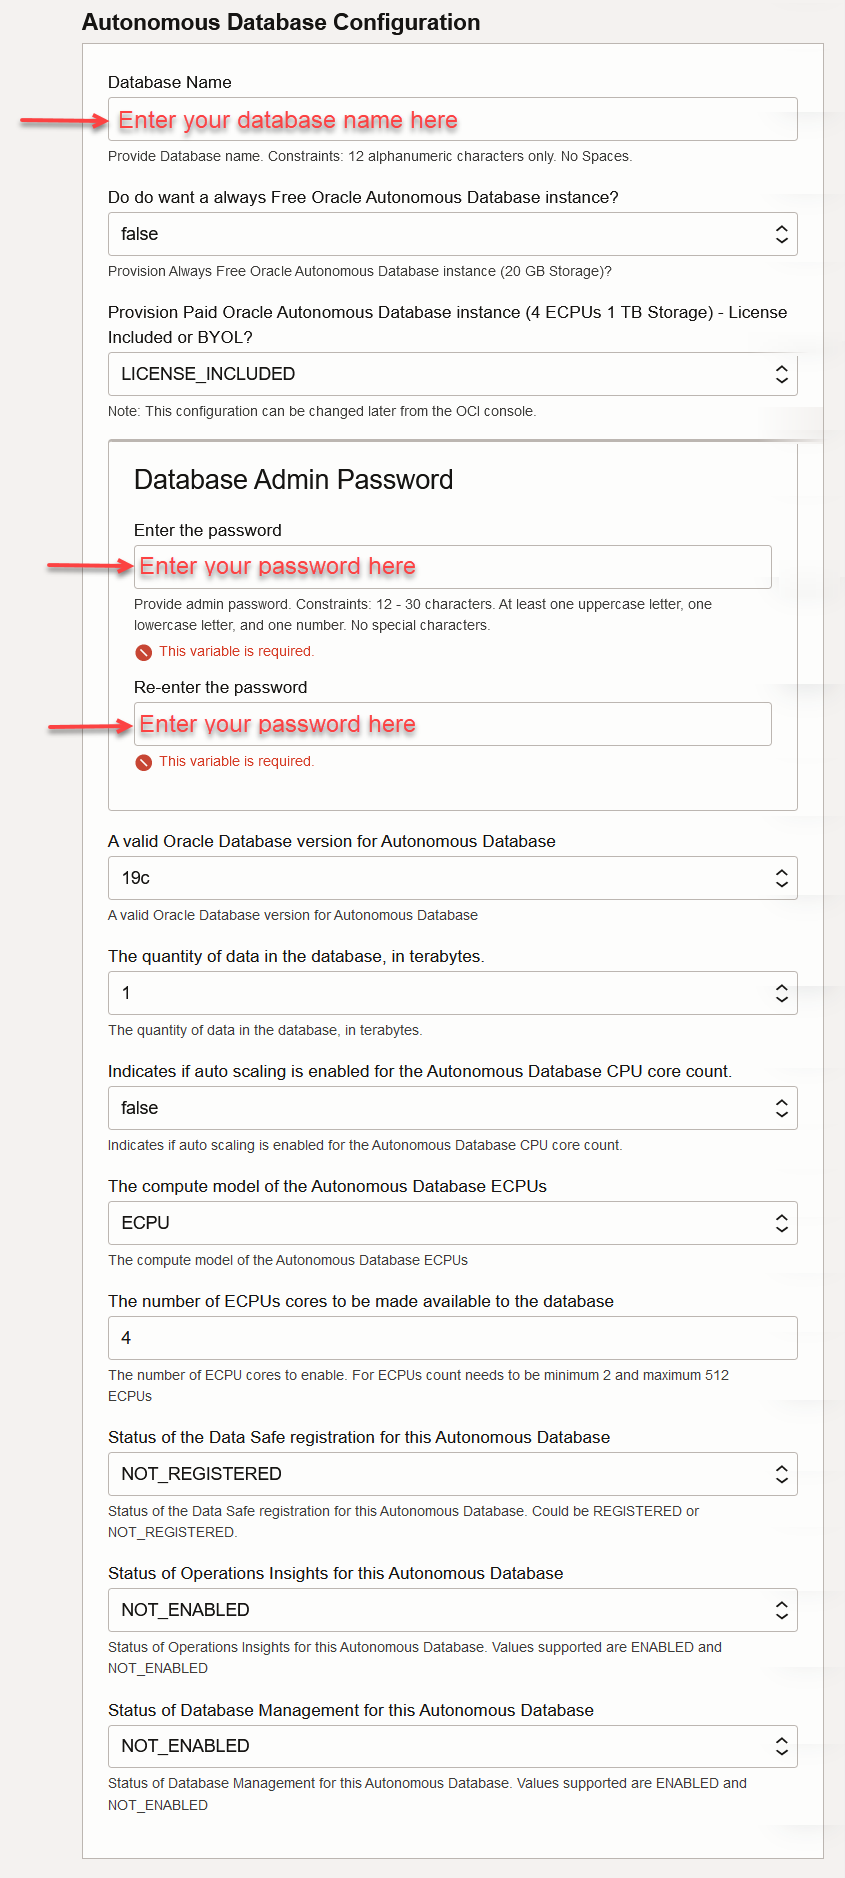 Autonomous Database Configuration
Database Name
Enter your database name here
Provide Database name. Constraints: 12 alphanumeric characters only. No Spaces.
Do do want a always Free Oracle Autonomous Database instance?
false
Provision Always Free Oracle Autonomous Database instance (20 GB Storage)?
Provision Paid Oracle Autonomous Database instance (4 ECPUs 1 TB Storage) - License
Included or BYOL?
LICENSE_INCLUDED
Note: This configuration can be changed later from the OCI console.
Database Admin Password
Enter the password
Enter your password here
Provide admin password. Constraints: 12 - 30 characters. At least one uppercase letter, one
lowercase letter, and one number. No special characters.
This variable is required.
Re-enter the password
Enter your password here
This variable is required.
A valid Oracle Database version for Autonomous Database
19c
A valid Oracle Database version for Autonomous Database
The quantity of data in the database, in terabytes.
1
The quantity of data in the database, in terabytes.
Indicates if auto scaling is enabled for the Autonomous Database CPU core count.
false
Indicates if auto scaling is enabled for the Autonomous Database CPU core count.
The compute model of the Autonomous Database ECPUs
ECPU
The compute model of the Autonomous Database ECPUs
The number of ECPUs cores to be made available to the database
4
The number of ECPU cores to enable. For ECPUs count needs to be minimum 2 and maximum 512
ECPUs
Status of the Data Safe registration for this Autonomous Database
NOT_REGISTERED
Status of the Data Safe registration for this Autonomous Database. Could be REGISTERED or
NOT_REGISTERED.
Status of Operations Insights for this Autonomous Database
NOT_ENABLED
Status of Operations Insights for this Autonomous Database. Values supported are ENABLED and
NOT_ENABLED
Status of Database Management for this Autonomous Database
NOT_ENABLED
Status of Database Management for this Autonomous Database. Values supported are ENABLED and
NOT_ENABLED